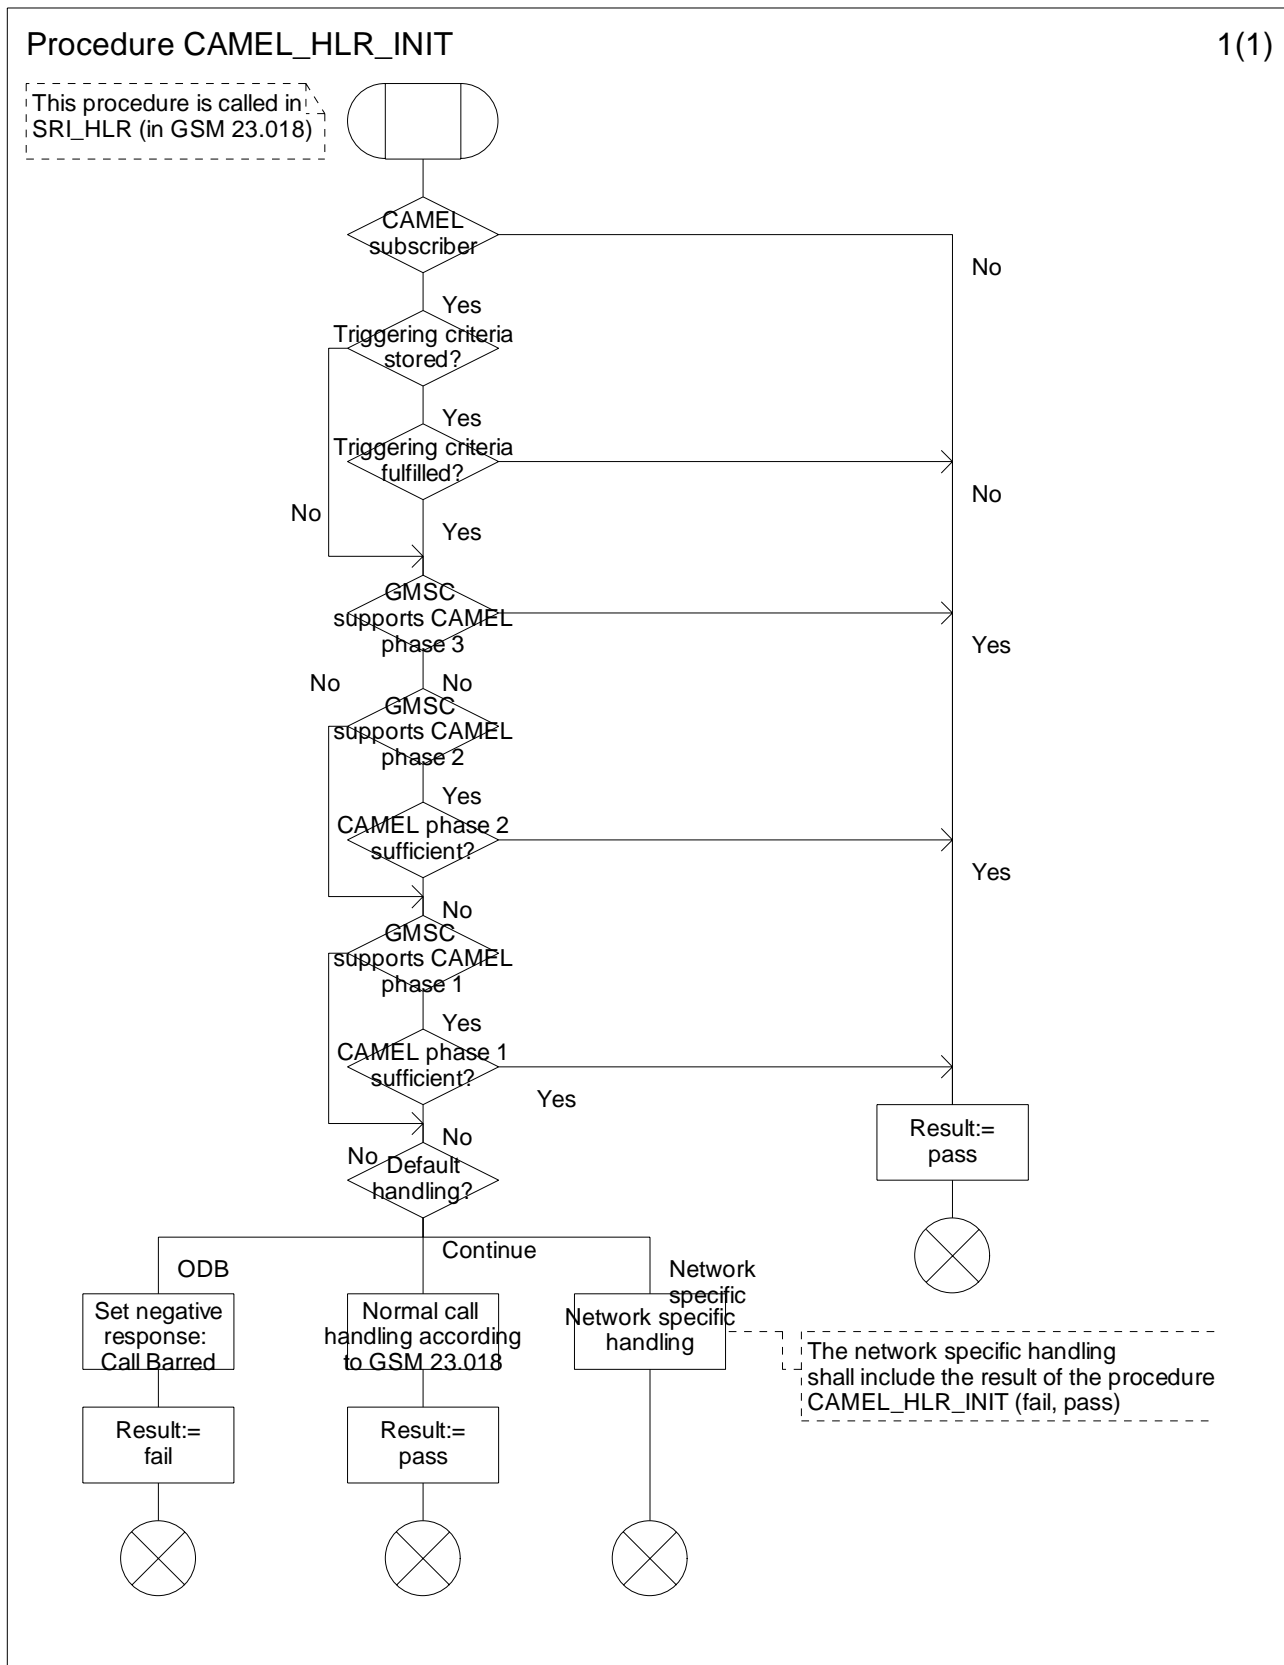 Procedure CAMEL_HLR_INIT
1(1)
This procedure is called in
SRI_HLR (in GSM 23.018)
CAMEL
subscriber
No
Yes
Triggering criteria
stored?
Yes
Triggering criteria
fulfilled?
No
No
Yes
GMSC
supports CAMEL
phase 3
Yes
No
No
GMSC
supports CAMEL
phase 2
Yes
CAMEL phase 2
sufficient?
Yes
No
GMSC
supports CAMEL
phase 1
Yes
CAMEL phase 1
sufficient?
Yes
No
No
Default
handling?
Result:=
pass
ODB
Continue
Network
specific
Set negative
response:
Call Barred
Normal call
handling according
to GSM 23.018
Network specific
handling
The network specific handling
shall include the result of the procedure
CAMEL_HLR_INIT (fail, pass)
Result:=
fail
Result:=
pass